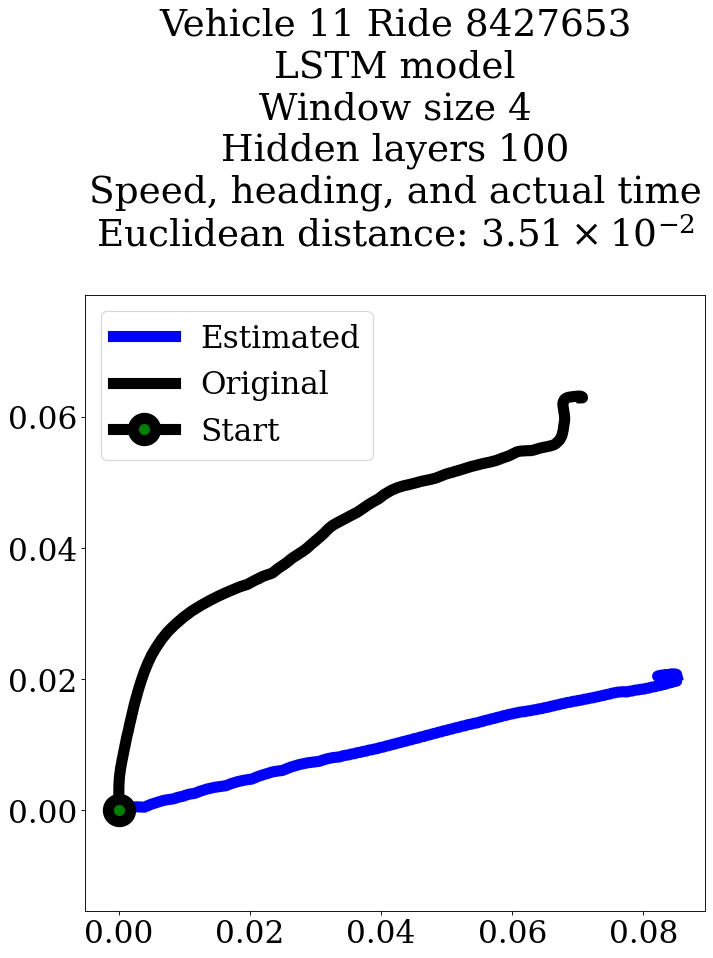 Vehicle 11 Ride 8427653
LSTM model
Window size 4
Hidden layers 100
Speed, heading, and actual time
Euclidean distance: 3.51 × 10⁻²
Estimated
Original
Start
0.06
0.04
0.02
0.00
0.00 0.02 0.04 0.06 0.08